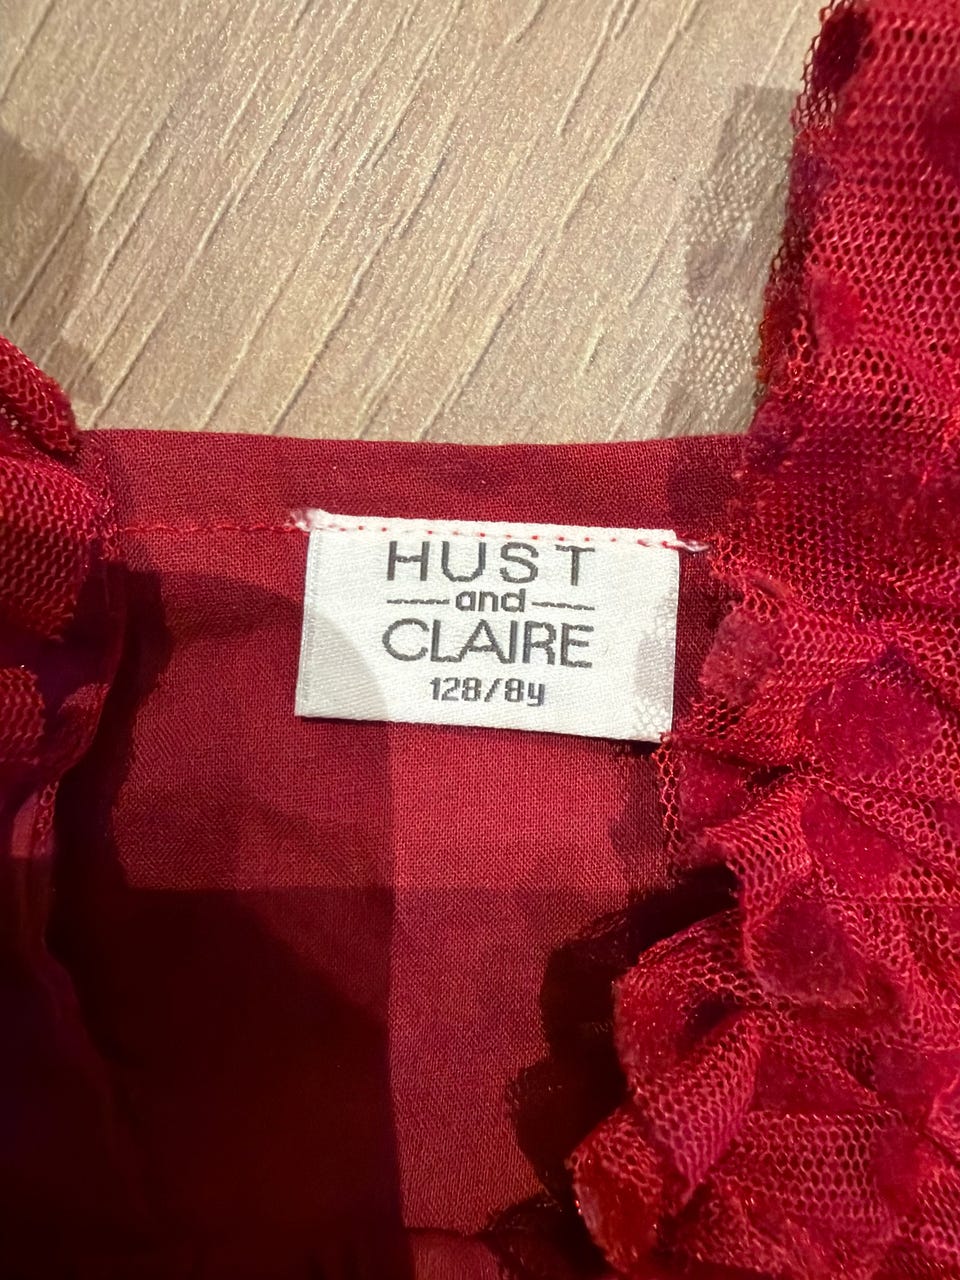 HUST
and
CLAIRE
128/8y